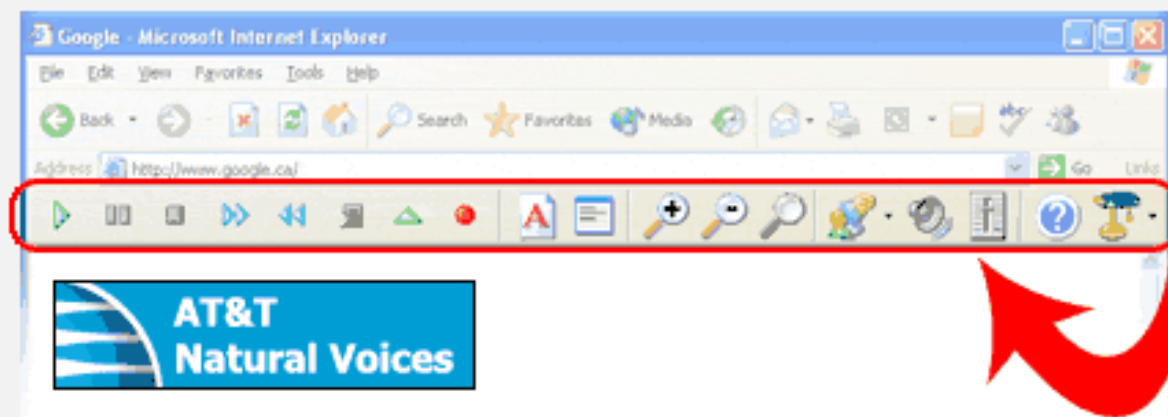 Google - Microsoft Internet Explorer
File Edit View Favorites Tools Help
Back Search Favorites Media
Address http://www.google.ca/ Go Links
AT&T
Natural Voices